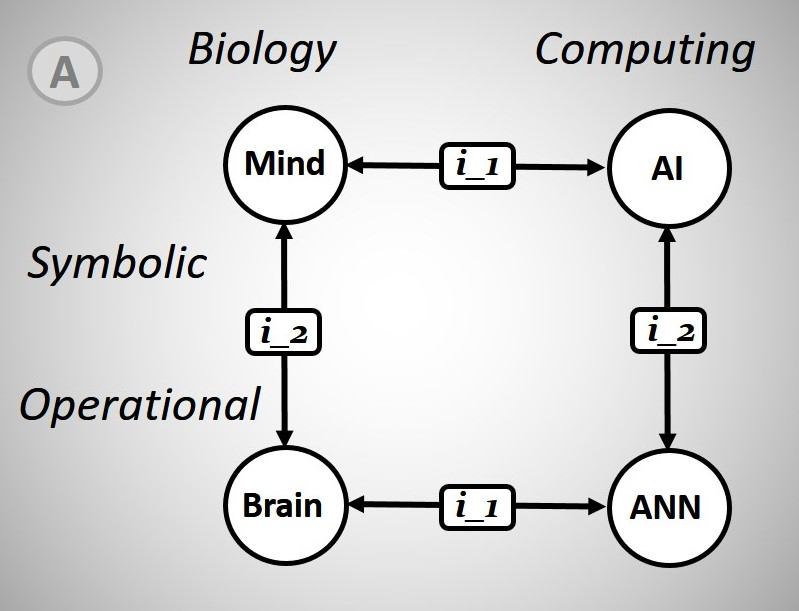 Biology Computing
A
Mind i_1 AI
Symbolic
i_2 i_2
Operational
Brain i_1 ANN